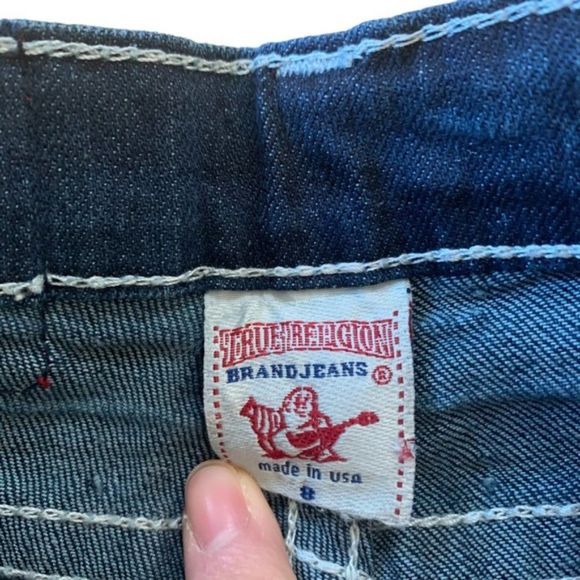 TRUE RELIGION
BRAND JEANS ®
made in USA
8